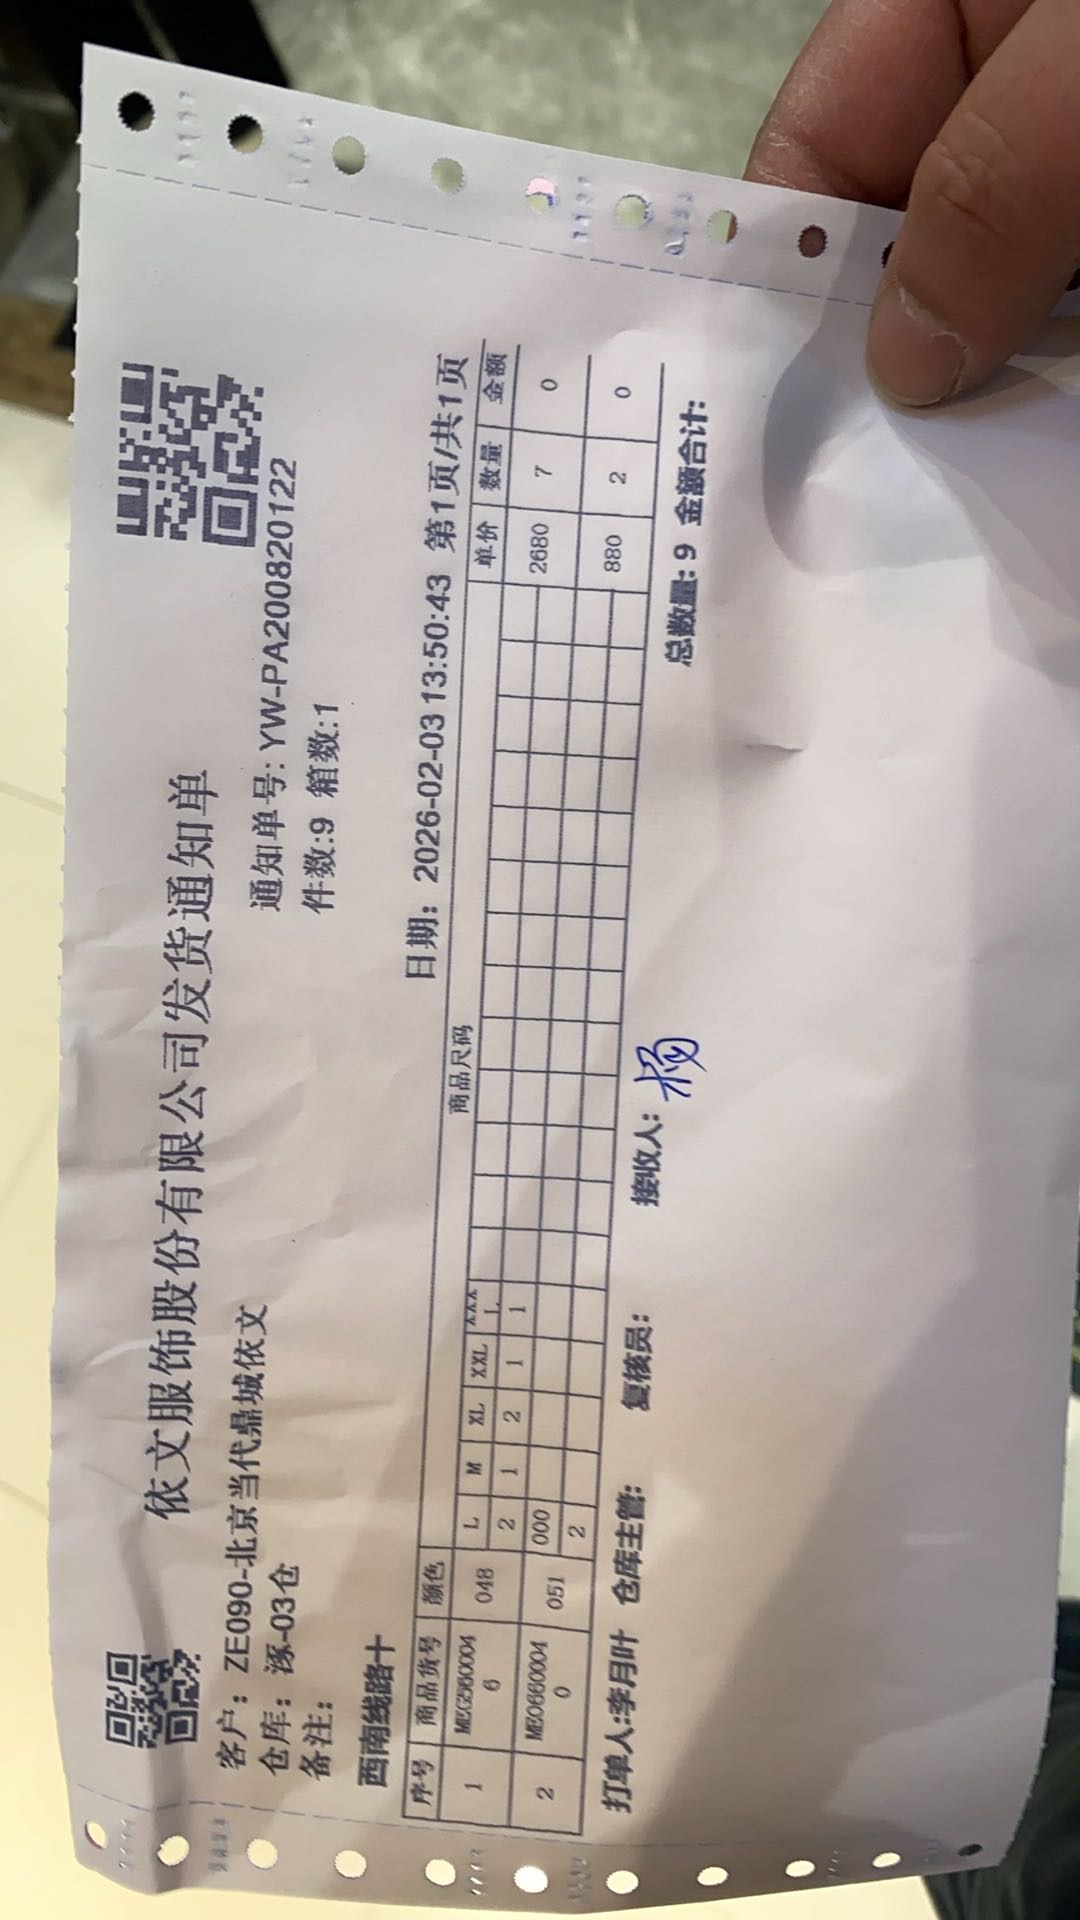 依文服饰股份有限公司发货通知单
客户：ZE090-北京当代鼎城依文
通知单号：YW-PA200820122
仓库：涿-03仓
件数:9 箱数:1
备注：
西南线路十
日期：2026-02-03 13:50:43 第1页/共1页
序号 商品货号 颜色 商品尺码 单价 数量 金额
L M XL XXL XXXL
1 048 2 1 2 1 1 2680 7 0
000
2 ME06600040 051 2 880 2 0
总数量: 9 金额合计:
打单人:李月叶 仓库主管: 复核员: 接收人: 杨